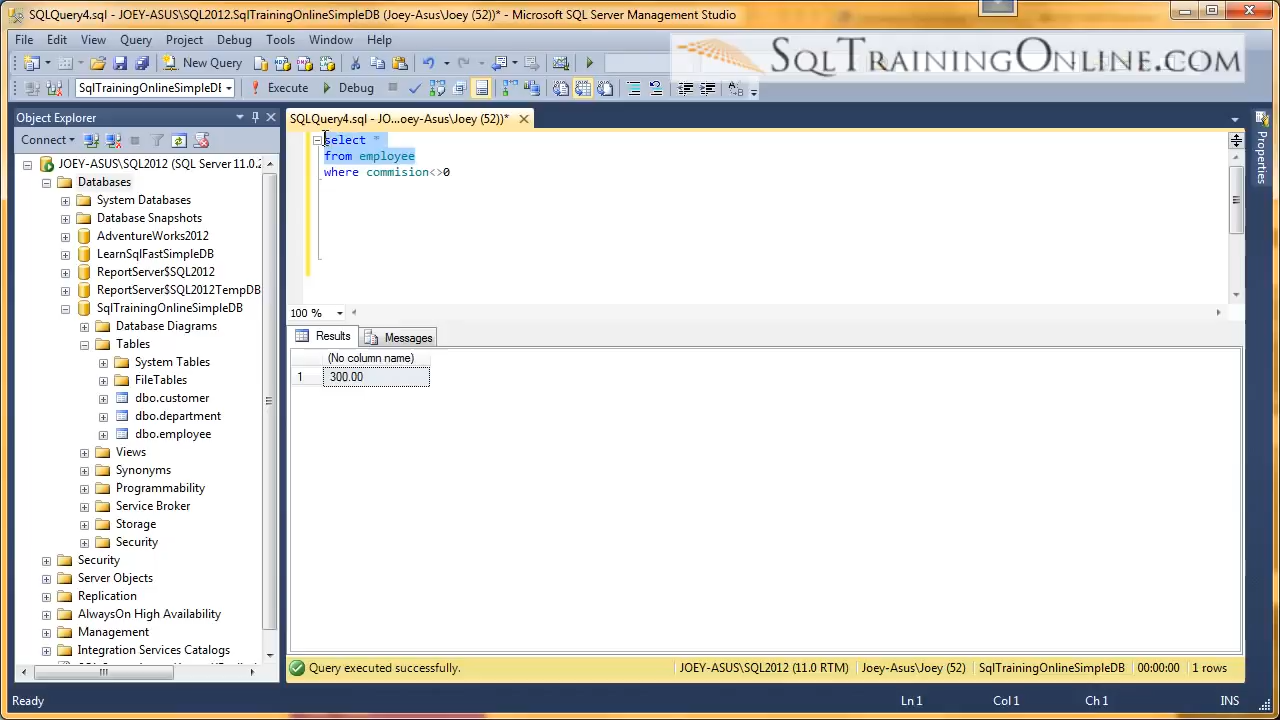 SQLQuery4.sql - JOEY-ASUS\SQL2012.SqlTrainingOnlineSimpleDB (Joey-Asus\Joey (52))* - Microsoft SQL Server Management Studio
File Edit View Query Project Debug Tools Window Help
SQLTRAININGONLINE.COM
New Query
SqlTrainingOnlineSimpleDE Execute Debug
Object Explorer
SQLQuery4.sql - JO...oey-Asus\Joey (52))*
Connect
JOEY-ASUS\SQL2012 (SQL Server 11.0.2
Databases
System Databases
Database Snapshots
AdventureWorks2012
LearnSqlFastSimpleDB
ReportServer$SQL2012
ReportServer$SQL2012TempDB
SqlTrainingOnlineSimpleDB
Database Diagrams
Tables
System Tables
FileTables
dbo.customer
dbo.department
dbo.employee
Views
Synonyms
Programmability
Service Broker
Storage
Security
Security
Server Objects
Replication
AlwaysOn High Availability
Management
Integration Services Catalogs
select *
from employee
where commision<>0
100 %
Results Messages
(No column name)
1 300.00
Properties
Query executed successfully. JOEY-ASUS\SQL2012 (11.0 RTM) Joey-Asus\Joey (52) SqlTrainingOnlineSimpleDB 00:00:00 1 rows
Ready Ln 1 Col 1 Ch 1 INS